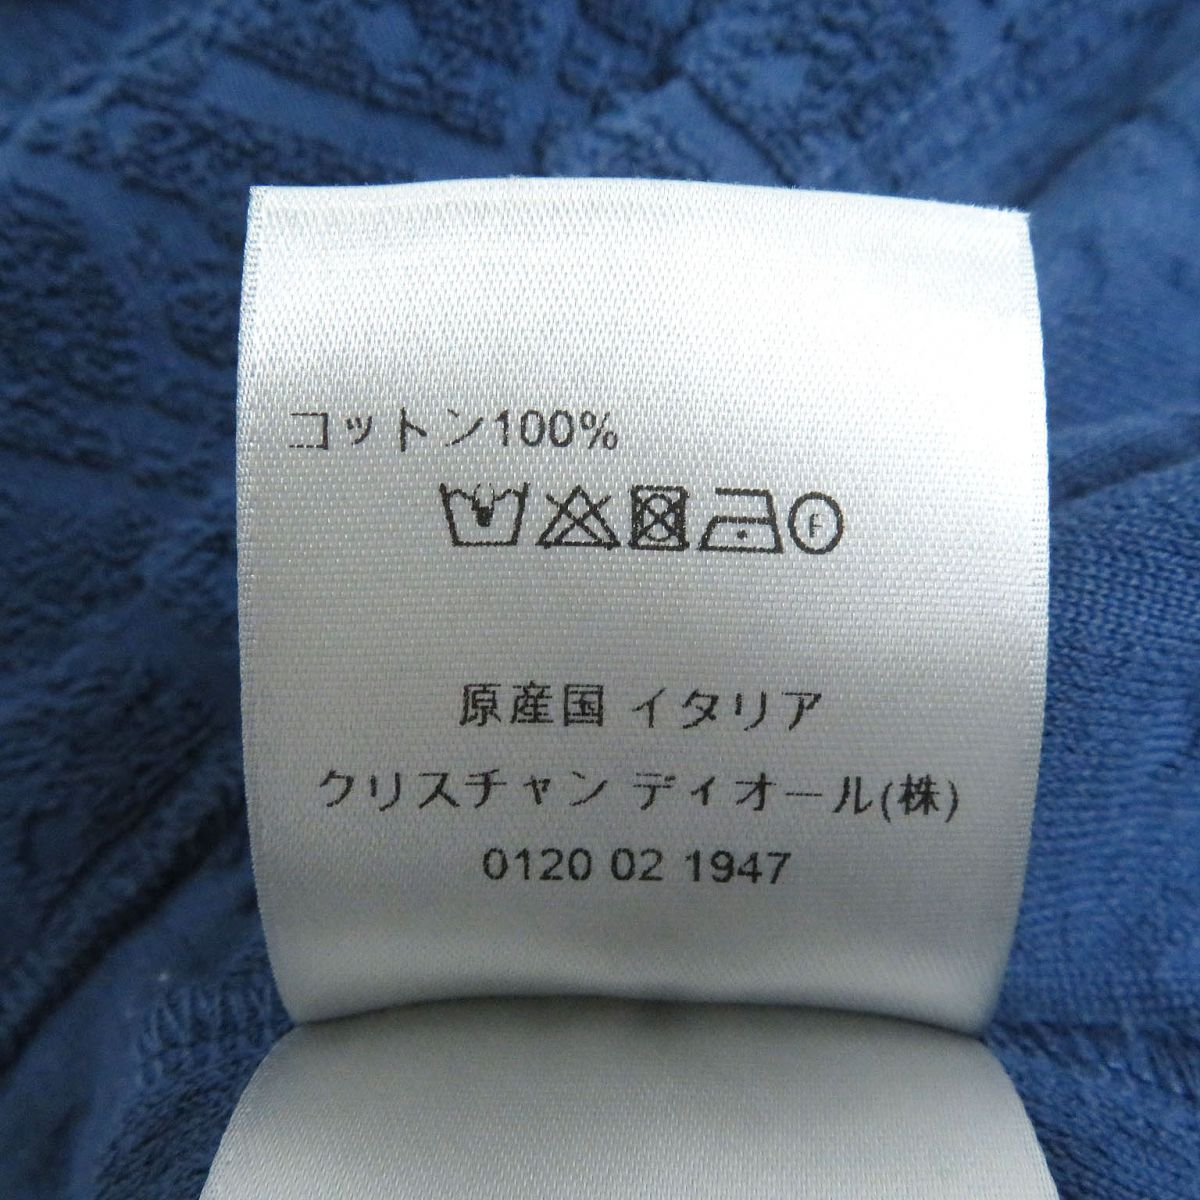 コットン100%
F
原産国 イタリア
クリスチャン ディオール(株)
0120 02 1947